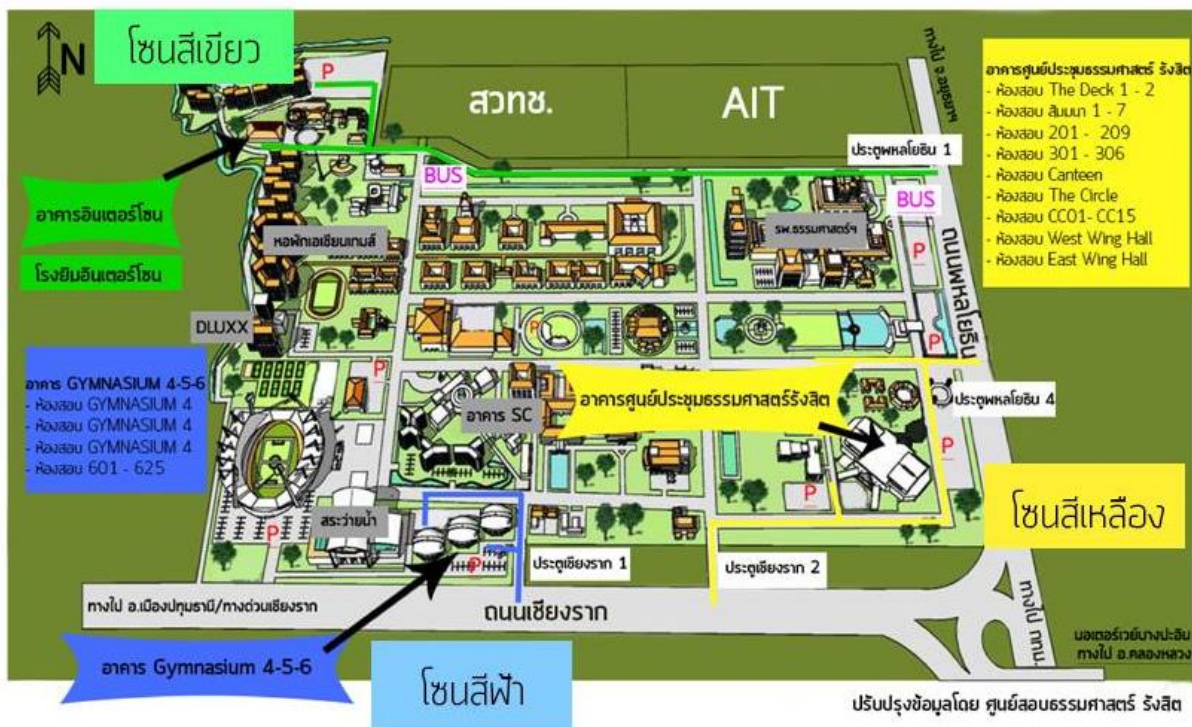 N
โซนสีเขียว
P
สวทช.
AIT
ทางไป จ.อยุธยาฯ
อาคารศูนย์ประชุมธรรมศาสตร์ รังสิต
- ห้องสอบ The Deck 1 - 2
- ห้องสอบ สัมมนา 1 - 7
- ห้องสอบ 201 - 209
- ห้องสอบ 301 - 306
- ห้องสอบ Canteen
- ห้องสอบ The Circle
- ห้องสอบ CC01- CC15
- ห้องสอบ West Wing Hall
- ห้องสอบ East Wing Hall
ประตูพหลโยธิน 1
BUS
BUS
อาคารอินเตอร์โซน
โรงยิมอินเตอร์โซน
หอพักเอเชียนเกมส์
รพ.ธรรมศาสตร์ฯ
P
ถนนพหลโยธิน
DLUXX
P
P
P
อาคาร GYMNASIUM 4-5-6
- ห้องสอบ GYMNASIUM 4
- ห้องสอบ GYMNASIUM 4
- ห้องสอบ GYMNASIUM 4
- ห้องสอบ 601 - 625
อาคาร SC
อาคารศูนย์ประชุมธรรมศาสตร์รังสิต
ประตูพหลโยธิน 4
P
P
โซนสีเหลือง
สระว่ายน้ำ
P
P
ประตูเชียงราก 1
ประตูเชียงราก 2
ทางไป อ.เมืองปทุมธานี/ทางด่วนเชียงราก
ถนนเชียงราก
ทางไป กทม.
มอเตอร์เวย์บางปะอิน
ทางไป อ.คลองหลวง
อาคาร Gymnasium 4-5-6
โซนสีฟ้า
ปรับปรุงข้อมูลโดย ศูนย์สอบธรรมศาสตร์ รังสิต